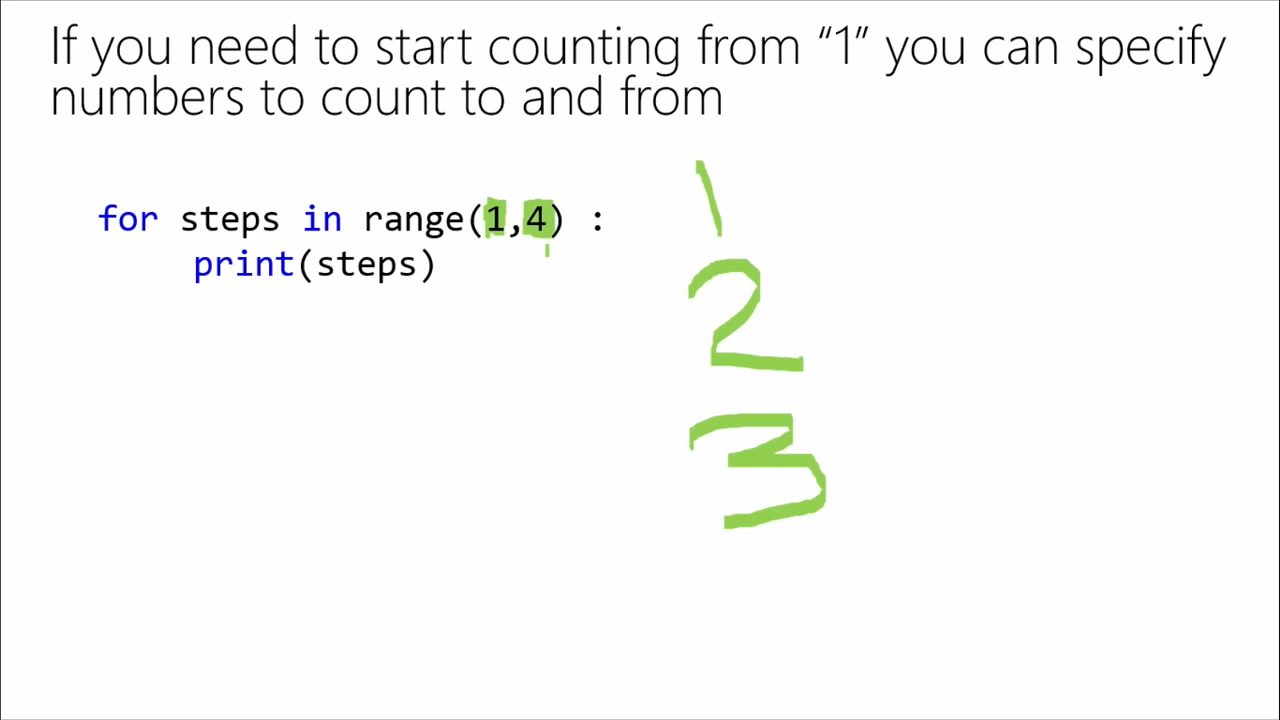 If you need to start counting from “1” you can specify
numbers to count to and from
for steps in range(1,4) :
print(steps)
1
2
3